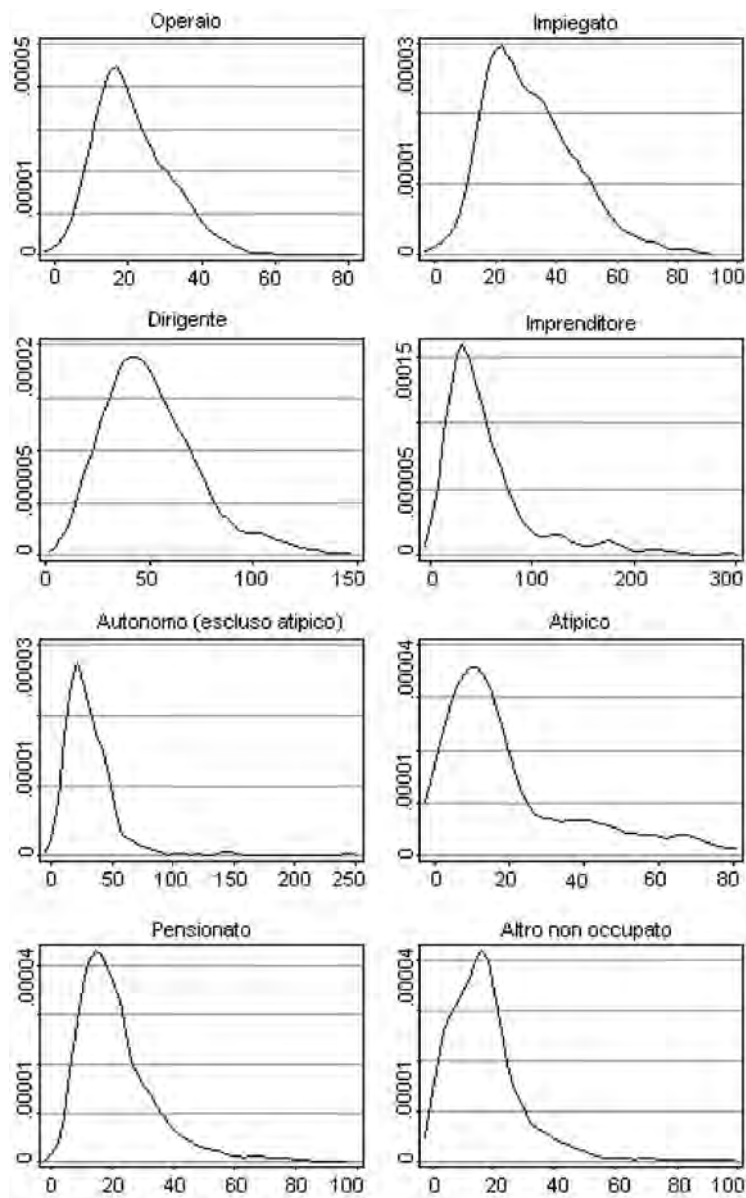 Operaio
.00005
.00001
0
0 20 40 60 80
Impiegato
.00003
.00001
0
0 20 40 60 80 100
Dirigente
.00002
.000005
0
0 50 100 150
Imprenditore
.00015
.000005
0
0 100 200 300
Autonomo (escluso atipico)
.00003
.00001
0
0 50 100 150 200 250
Atipico
.00004
.00001
0
0 20 40 60 80
Pensionato
.00004
.00001
0
0 20 40 60 80 100
Altro non occupato
.00004
.00001
0
0 20 40 60 80 100